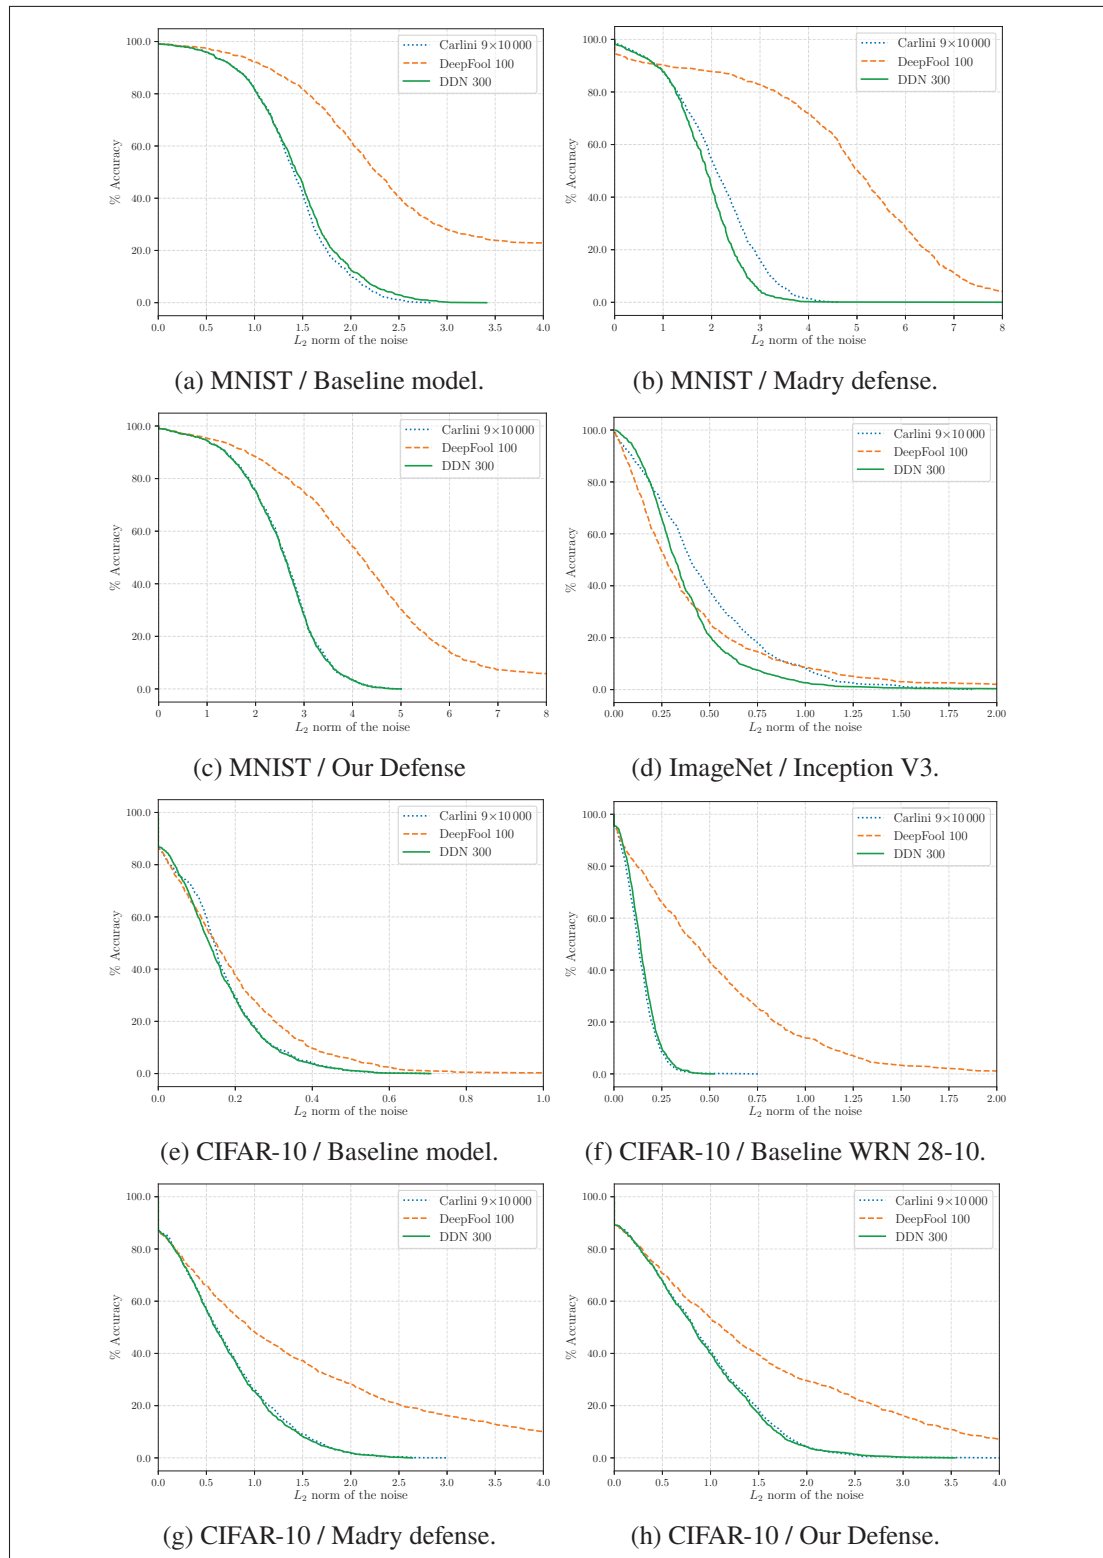 100.0
80.0
60.0
40.0
20.0
0.0
% Accuracy
Carlini 9×10 000
DeepFool 100
DDN 300
0.0 0.5 1.0 1.5 2.0 2.5 3.0 3.5 4.0
L2 norm of the noise
(a) MNIST / Baseline model.
100.0
80.0
60.0
40.0
20.0
0.0
% Accuracy
Carlini 9×10 000
DeepFool 100
DDN 300
0 1 2 3 4 5 6 7 8
L2 norm of the noise
(b) MNIST / Madry defense.
100.0
80.0
60.0
40.0
20.0
0.0
% Accuracy
Carlini 9×10 000
DeepFool 100
DDN 300
0 1 2 3 4 5 6 7 8
L2 norm of the noise
(c) MNIST / Our Defense
100.0
80.0
60.0
40.0
20.0
0.0
% Accuracy
Carlini 9×10 000
DeepFool 100
DDN 300
0.00 0.25 0.50 0.75 1.00 1.25 1.50 1.75 2.00
L2 norm of the noise
(d) ImageNet / Inception V3.
100.0
80.0
60.0
40.0
20.0
0.0
% Accuracy
Carlini 9×10 000
DeepFool 100
DDN 300
0.0 0.2 0.4 0.6 0.8 1.0
L2 norm of the noise
(e) CIFAR-10 / Baseline model.
100.0
80.0
60.0
40.0
20.0
0.0
% Accuracy
Carlini 9×10 000
DeepFool 100
DDN 300
0.00 0.25 0.50 0.75 1.00 1.25 1.50 1.75 2.00
L2 norm of the noise
(f) CIFAR-10 / Baseline WRN 28-10.
100.0
80.0
60.0
40.0
20.0
0.0
% Accuracy
Carlini 9×10 000
DeepFool 100
DDN 300
0.0 0.5 1.0 1.5 2.0 2.5 3.0 3.5 4.0
L2 norm of the noise
(g) CIFAR-10 / Madry defense.
100.0
80.0
60.0
40.0
20.0
0.0
% Accuracy
Carlini 9×10 000
DeepFool 100
DDN 300
0.0 0.5 1.0 1.5 2.0 2.5 3.0 3.5 4.0
L2 norm of the noise
(h) CIFAR-10 / Our Defense.